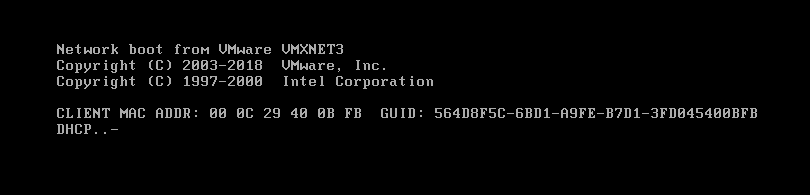 Network boot from VMware VMXNET3
Copyright (C) 2003-2018  VMware, Inc.
Copyright (C) 1997-2000  Intel Corporation
CLIENT MAC ADDR: 00 0C 29 40 0B FB  GUID: 564D8F5C-6BD1-A9FE-B7D1-3FD045400BFB
DHCP..-